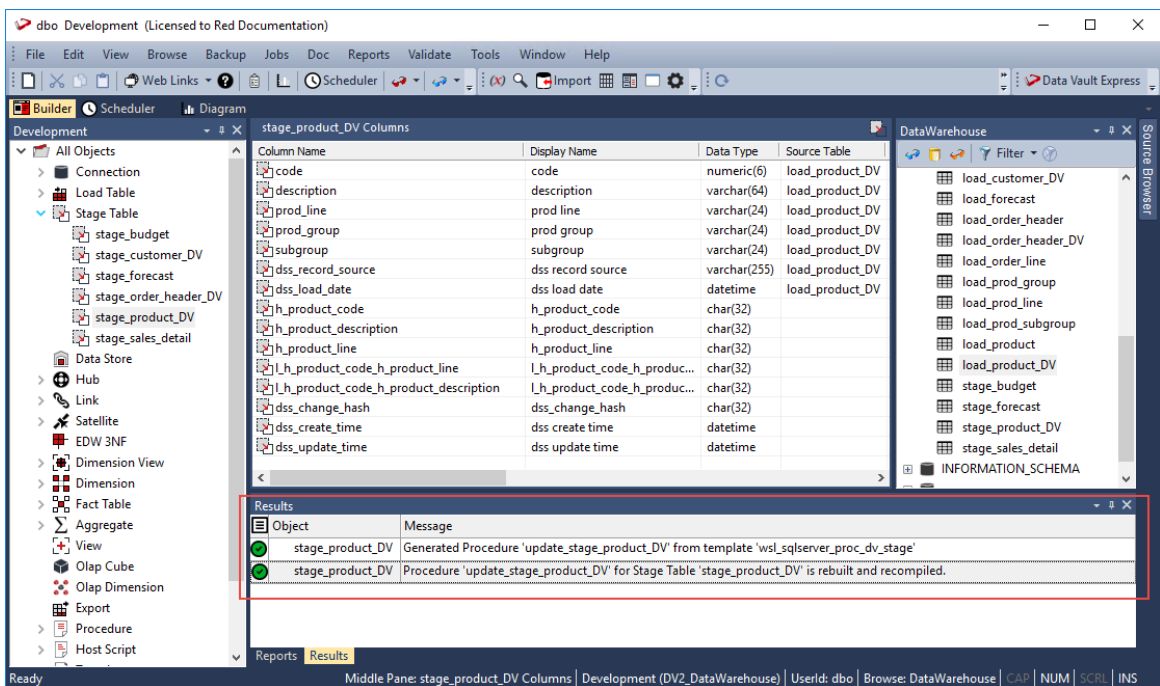 dbo Development (Licensed to Red Documentation)
File Edit View Browse Backup Jobs Doc Reports Validate Tools Window Help
Web Links Scheduler (x) Import Data Vault Express
Builder Scheduler Diagram
Development
All Objects
Connection
Load Table
Stage Table
stage_budget
stage_customer_DV
stage_forecast
stage_order_header_DV
stage_product_DV
stage_sales_detail
Data Store
Hub
Link
Satellite
EDW 3NF
Dimension View
Dimension
Fact Table
Aggregate
View
Olap Cube
Olap Dimension
Export
Procedure
Host Script
stage_product_DV Columns
Column Name Display Name Data Type Source Table
code code numeric(6) load_product_DV
description description varchar(64) load_product_DV
prod_line prod line varchar(24) load_product_DV
prod_group prod group varchar(24) load_product_DV
subgroup subgroup varchar(24) load_product_DV
dss_record_source dss record source varchar(255) load_product_DV
dss_load_date dss load date datetime load_product_DV
h_product_code h_product_code char(32)
h_product_description h_product_description char(32)
h_product_line h_product_line char(32)
l_h_product_code_h_product_line l_h_product_code_h_produc... char(32)
l_h_product_code_h_product_description l_h_product_code_h_produc... char(32)
dss_change_hash dss_change_hash char(32)
dss_create_time dss create time datetime
dss_update_time dss update time datetime
DataWarehouse
Filter
load_customer_DV
load_forecast
load_order_header
load_order_header_DV
load_order_line
load_prod_group
load_prod_line
load_prod_subgroup
load_product
load_product_DV
stage_budget
stage_forecast
stage_product_DV
stage_sales_detail
INFORMATION_SCHEMA
Source Browser
Results
Object Message
stage_product_DV Generated Procedure 'update_stage_product_DV' from template 'wsl_sqlserver_proc_dv_stage'
stage_product_DV Procedure 'update_stage_product_DV' for Stage Table 'stage_product_DV' is rebuilt and recompiled.
Reports Results
Ready Middle Pane: stage_product_DV Columns Development (DV2_DataWarehouse) UserId: dbo Browse: DataWarehouse CAP NUM SCRL INS